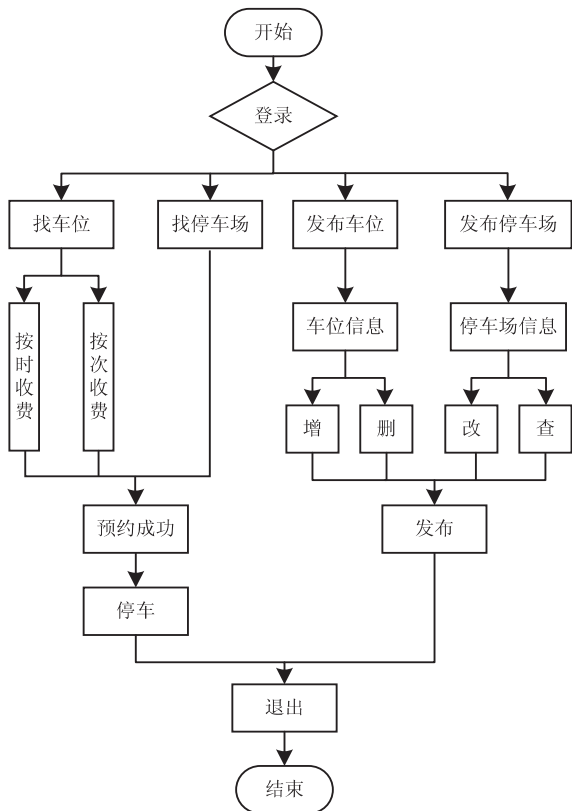 开始
登录
找车位
找停车场
发布车位
发布停车场
按时收费
按次收费
车位信息
停车场信息
增
删
改
查
预约成功
发布
停车
退出
结束